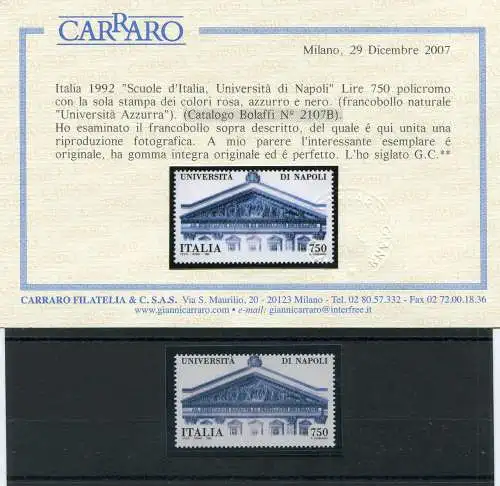 CARRARO
Milano, 29 Dicembre 2007
Italia 1992 "Scuole d'Italia, Università di Napoli" Lire 750 policromo
con la sola stampa dei colori rosa, azzurro e nero. (francobollo naturale
"Università Azzurra"). (Catalogo Bolaffi N° 2107B).
Ho esaminato il francobollo sopra descritto, del quale é qui unita una
riproduzione fotografica. A mio parere l'interessante esemplare é
originale, ha gomma integra originale ed é perfetto. L'ho siglato G.C.**
UNIVERSITÀ DI NAPOLI
ITALIA 750
CARRARO FILATELIA & C. S.A.S. Via S. Maurilio, 20 - 20123 Milano - Tel. 02 80.57.332 - Fax 02 72.00.18.36
www.giannicarraro.com • e-mail: giannicarraro@interfree.it
UNIVERSITÀ DI NAPOLI
ITALIA 750